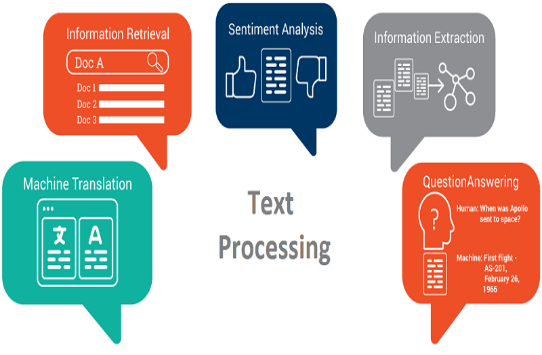 Information Retrieval
Doc A
Doc 1
Doc 2
Doc 3
Sentiment Analysis
Information Extraction
Machine Translation
文
A
Text
Processing
QuestionAnswering
?
Human: When was Apollo
sent to space?
Machine: First flight -
AS-201,
February 26,
1966